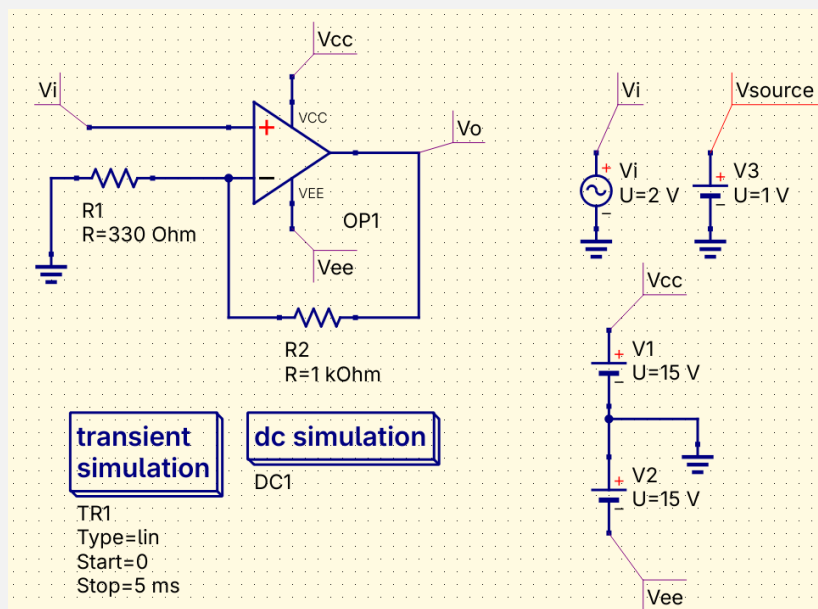 Vcc
Vi
VCC
Vo
VEE
OP1
R1
R=330 Ohm
Vee
R2
R=1 kOhm
Vi
Vsource
Vi
U=2 V
V3
U=1 V
Vcc
V1
U=15 V
V2
U=15 V
Vee
transient
simulation
dc simulation
DC1
TR1
Type=lin
Start=0
Stop=5 ms